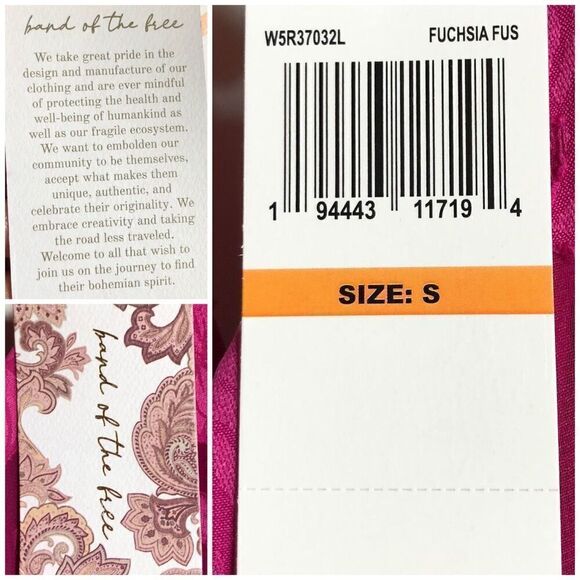 band of the free
We take great pride in the
design and manufacture of our
clothing and are ever mindful
of protecting the health and
well-being of humankind as
well as our fragile ecosystem.
We want to embolden our
community to be themselves,
accept what makes them
unique, authentic, and
celebrate their originality. We
embrace creativity and taking
the road less traveled.
Welcome to all that wish to
join us on the journey to find
their bohemian spirit.
band of the free
W5R37032L FUCHSIA FUS
1 94443 11719 4
SIZE: S